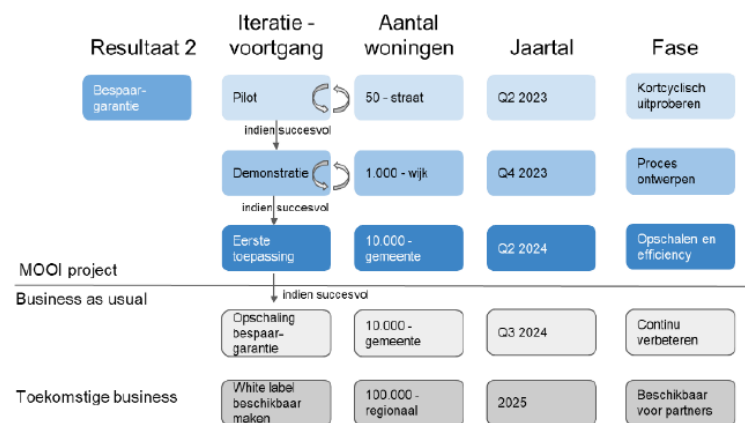 Resultaat 2
Iteratie -
voortgang
Aantal
woningen
Jaartal
Fase
Bespaar-
garantie
Pilot
50 - straat
Q2 2023
Kortcyclisch
uitproberen
indien succesvol
Demonstratie
1.000 - wijk
Q4 2023
Proces
ontwerpen
indien succesvol
Eerste
toepassing
10.000 -
gemeente
Q2 2024
Opschalen en
efficiency
MOOI project
Business as usual
indien succesvol
Opschaling
bespaar-
garantie
10.000 -
gemeente
Q3 2024
Continu
verbeteren
Toekomstige business
White label
beschikbaar
maken
100.000 -
regionaal
2025
Beschikbaar
voor partners